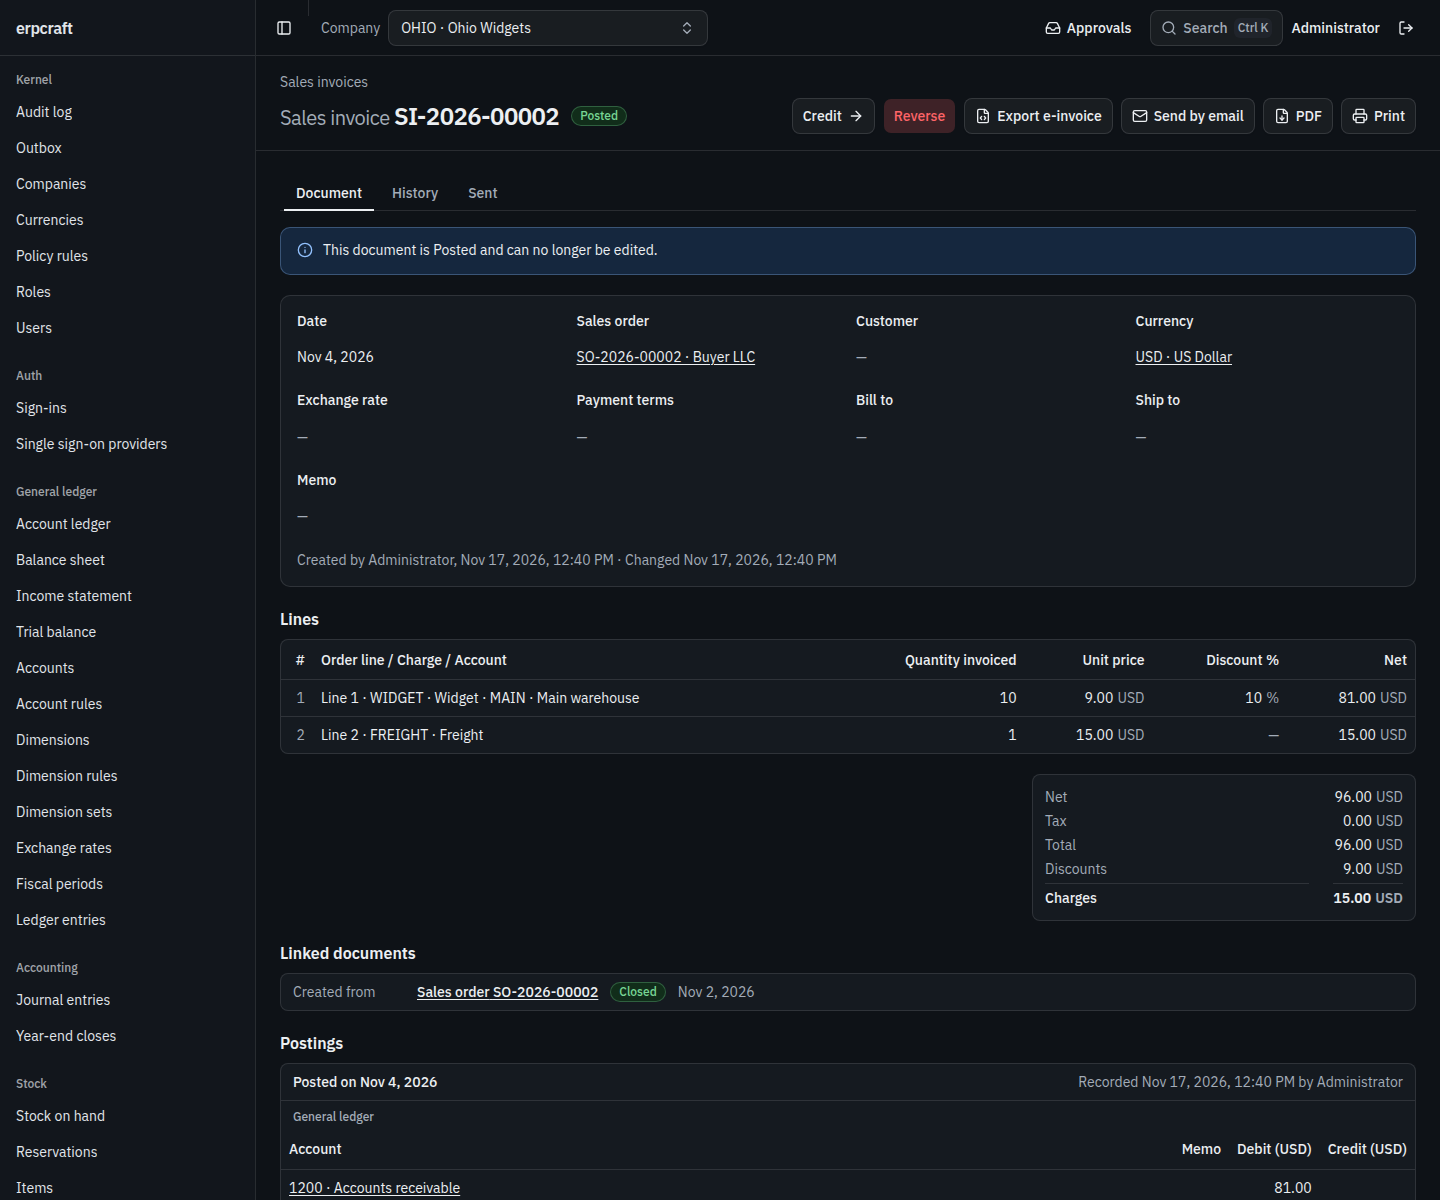 erpcraft
Company
OHIO · Ohio Widgets
Approvals
Search Ctrl K
Administrator
Kernel
Audit log
Outbox
Companies
Currencies
Policy rules
Roles
Users
Auth
Sign-ins
Single sign-on providers
General ledger
Account ledger
Balance sheet
Income statement
Trial balance
Accounts
Account rules
Dimensions
Dimension rules
Dimension sets
Exchange rates
Fiscal periods
Ledger entries
Accounting
Journal entries
Year-end closes
Stock
Stock on hand
Reservations
Items
Sales invoices
Sales invoice SI-2026-00002 Posted
Credit
Reverse
Export e-invoice
Send by email
PDF
Print
Document History Sent
This document is Posted and can no longer be edited.
Date Sales order Customer Currency
Nov 4, 2026 SO-2026-00002 · Buyer LLC — USD · US Dollar
Exchange rate Payment terms Bill to Ship to
— — — —
Memo
—
Created by Administrator, Nov 17, 2026, 12:40 PM · Changed Nov 17, 2026, 12:40 PM
Lines
# Order line / Charge / Account Quantity invoiced Unit price Discount % Net
1 Line 1 · WIDGET · Widget · MAIN · Main warehouse 10 9.00 USD 10 % 81.00 USD
2 Line 2 · FREIGHT · Freight 1 15.00 USD — 15.00 USD
Net 96.00 USD
Tax 0.00 USD
Total 96.00 USD
Discounts 9.00 USD
Charges 15.00 USD
Linked documents
Created from Sales order SO-2026-00002 Closed Nov 2, 2026
Postings
Posted on Nov 4, 2026 Recorded Nov 17, 2026, 12:40 PM by Administrator
General ledger
Account Memo Debit (USD) Credit (USD)
1200 · Accounts receivable 81.00